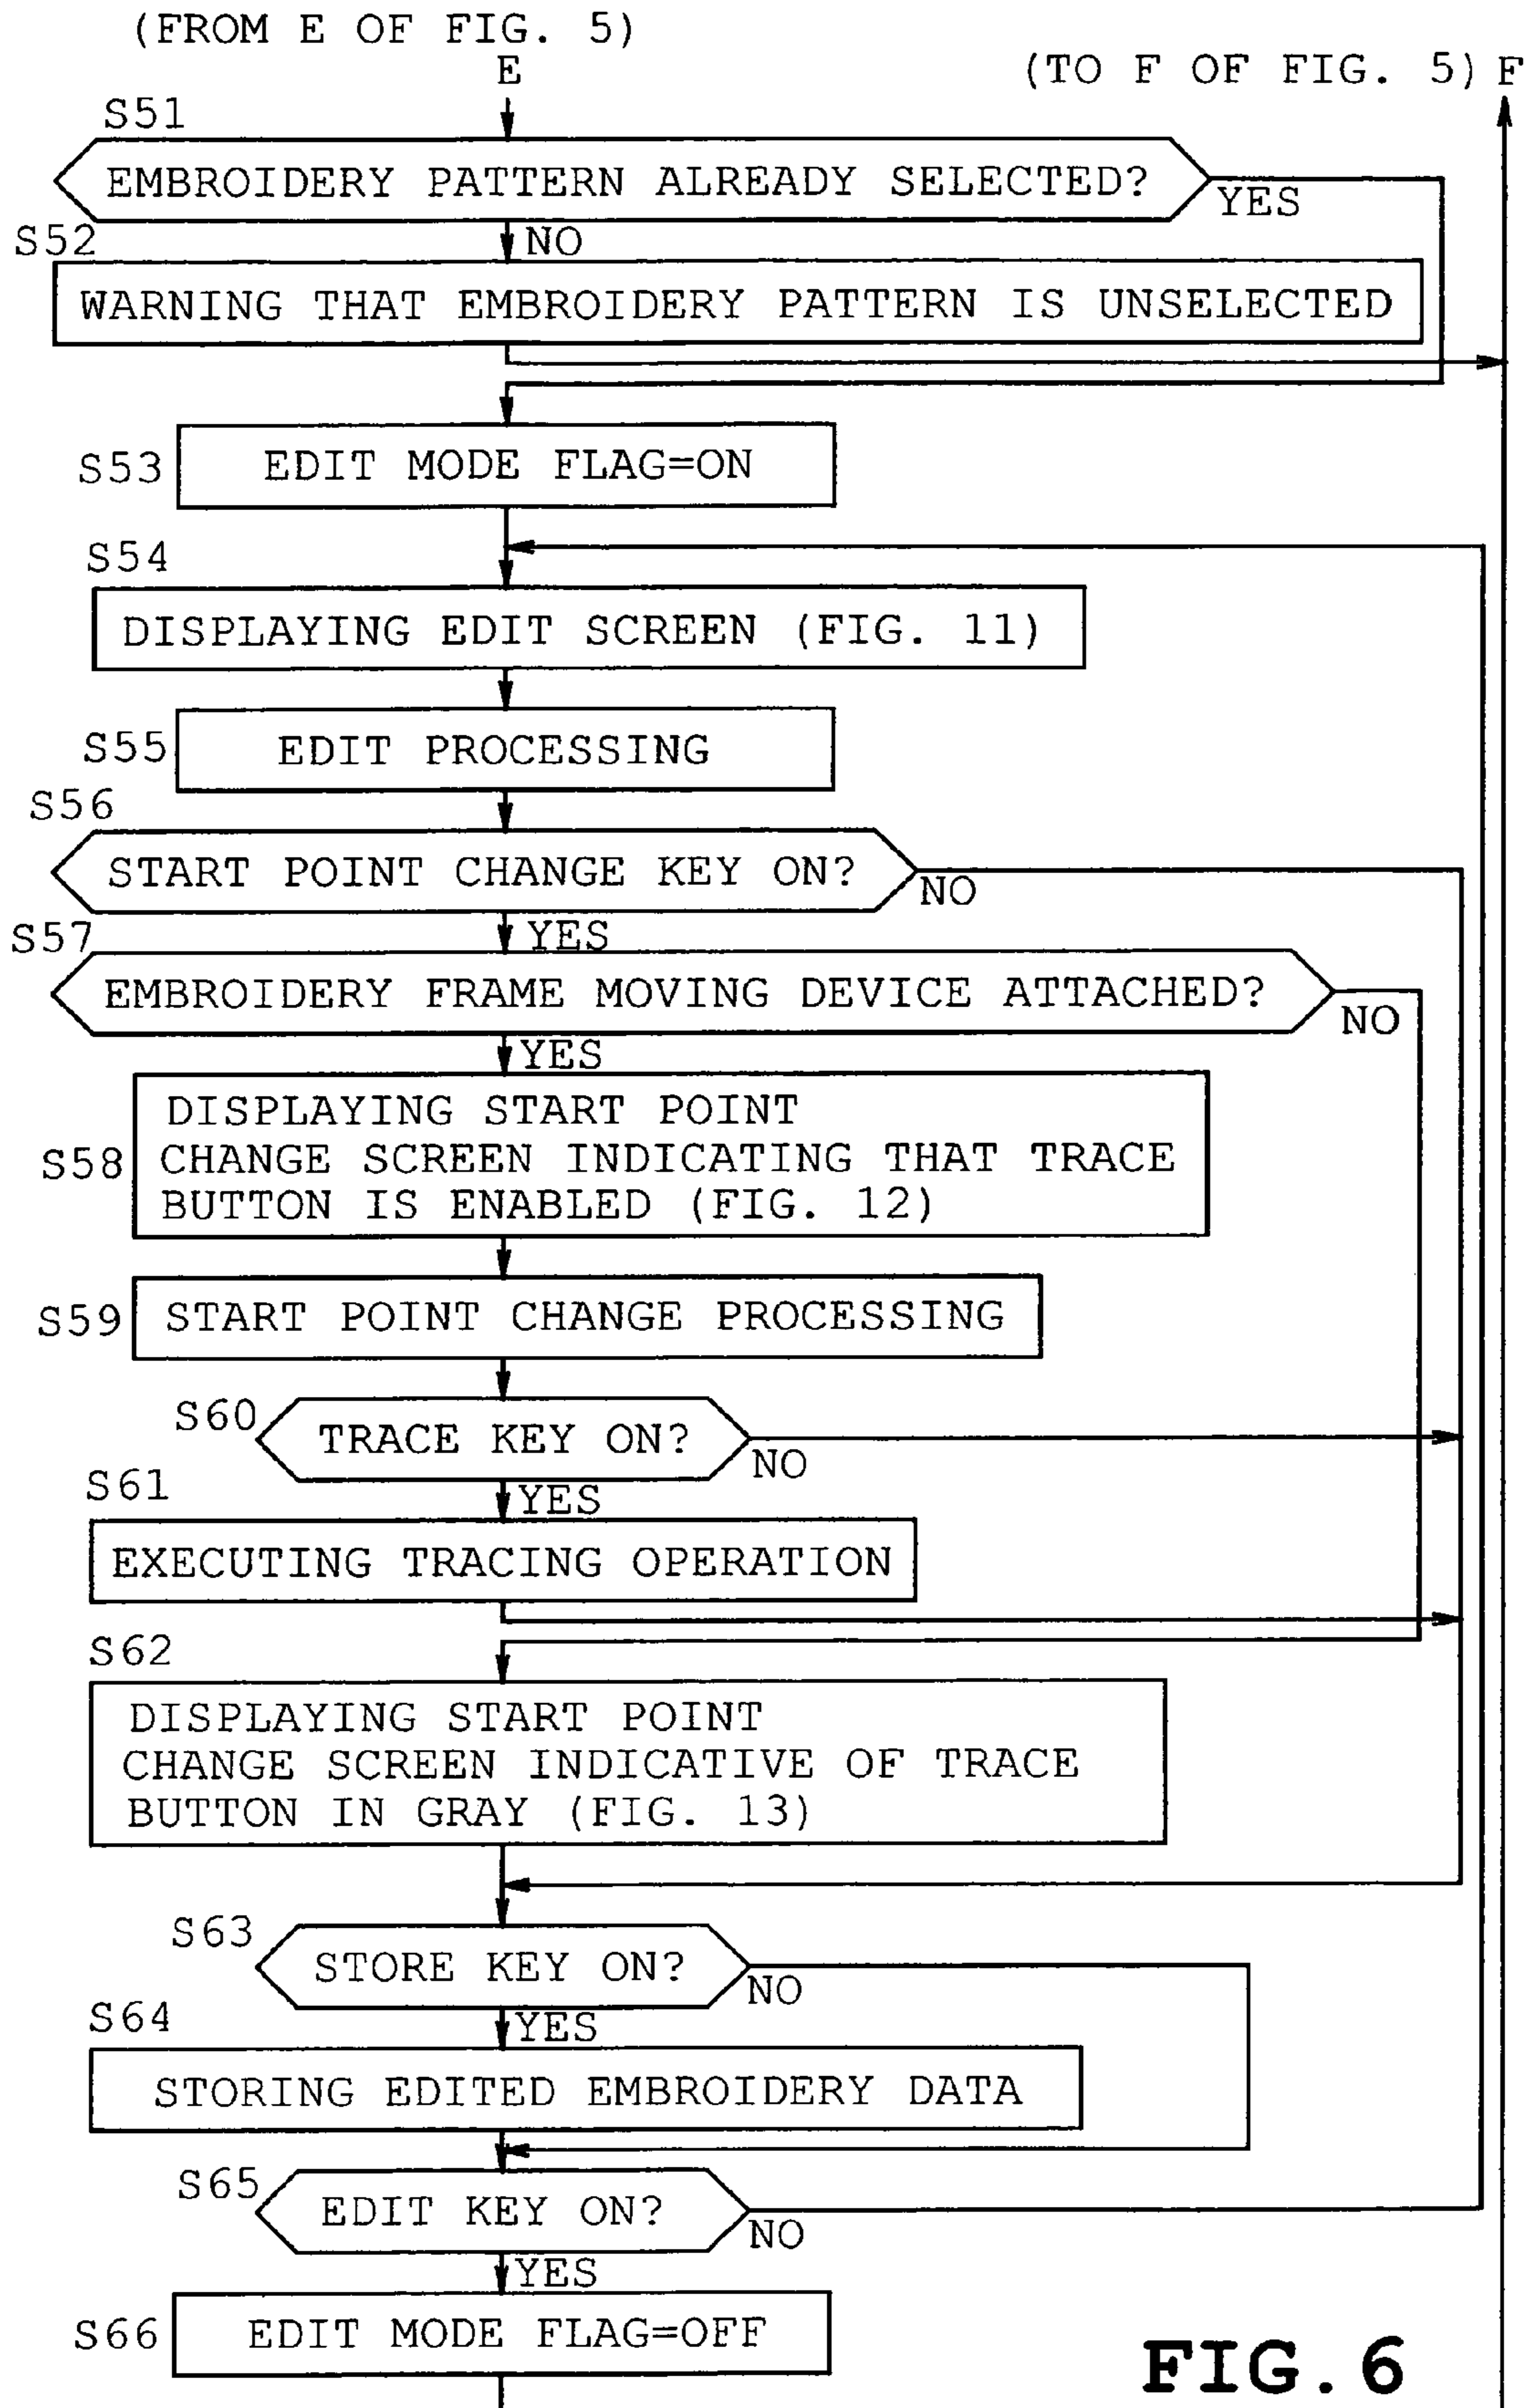 (FROM E OF FIG. 5)
E
(TO F OF FIG. 5) F
S51
EMBROIDERY PATTERN ALREADY SELECTED?
YES
S52
NO
WARNING THAT EMBROIDERY PATTERN IS UNSELECTED
S53
EDIT MODE FLAG=ON
S54
DISPLAYING EDIT SCREEN (FIG. 11)
S55
EDIT PROCESSING
S56
START POINT CHANGE KEY ON?
NO
S57
YES
EMBROIDERY FRAME MOVING DEVICE ATTACHED?
NO
YES
S58
DISPLAYING START POINT
CHANGE SCREEN INDICATING THAT TRACE
BUTTON IS ENABLED (FIG. 12)
S59
START POINT CHANGE PROCESSING
S60
TRACE KEY ON?
NO
S61
YES
EXECUTING TRACING OPERATION
S62
DISPLAYING START POINT
CHANGE SCREEN INDICATIVE OF TRACE
BUTTON IN GRAY (FIG. 13)
S63
STORE KEY ON?
NO
S64
YES
STORING EDITED EMBROIDERY DATA
S65
EDIT KEY ON?
NO
YES
S66
EDIT MODE FLAG=OFF
FIG. 6